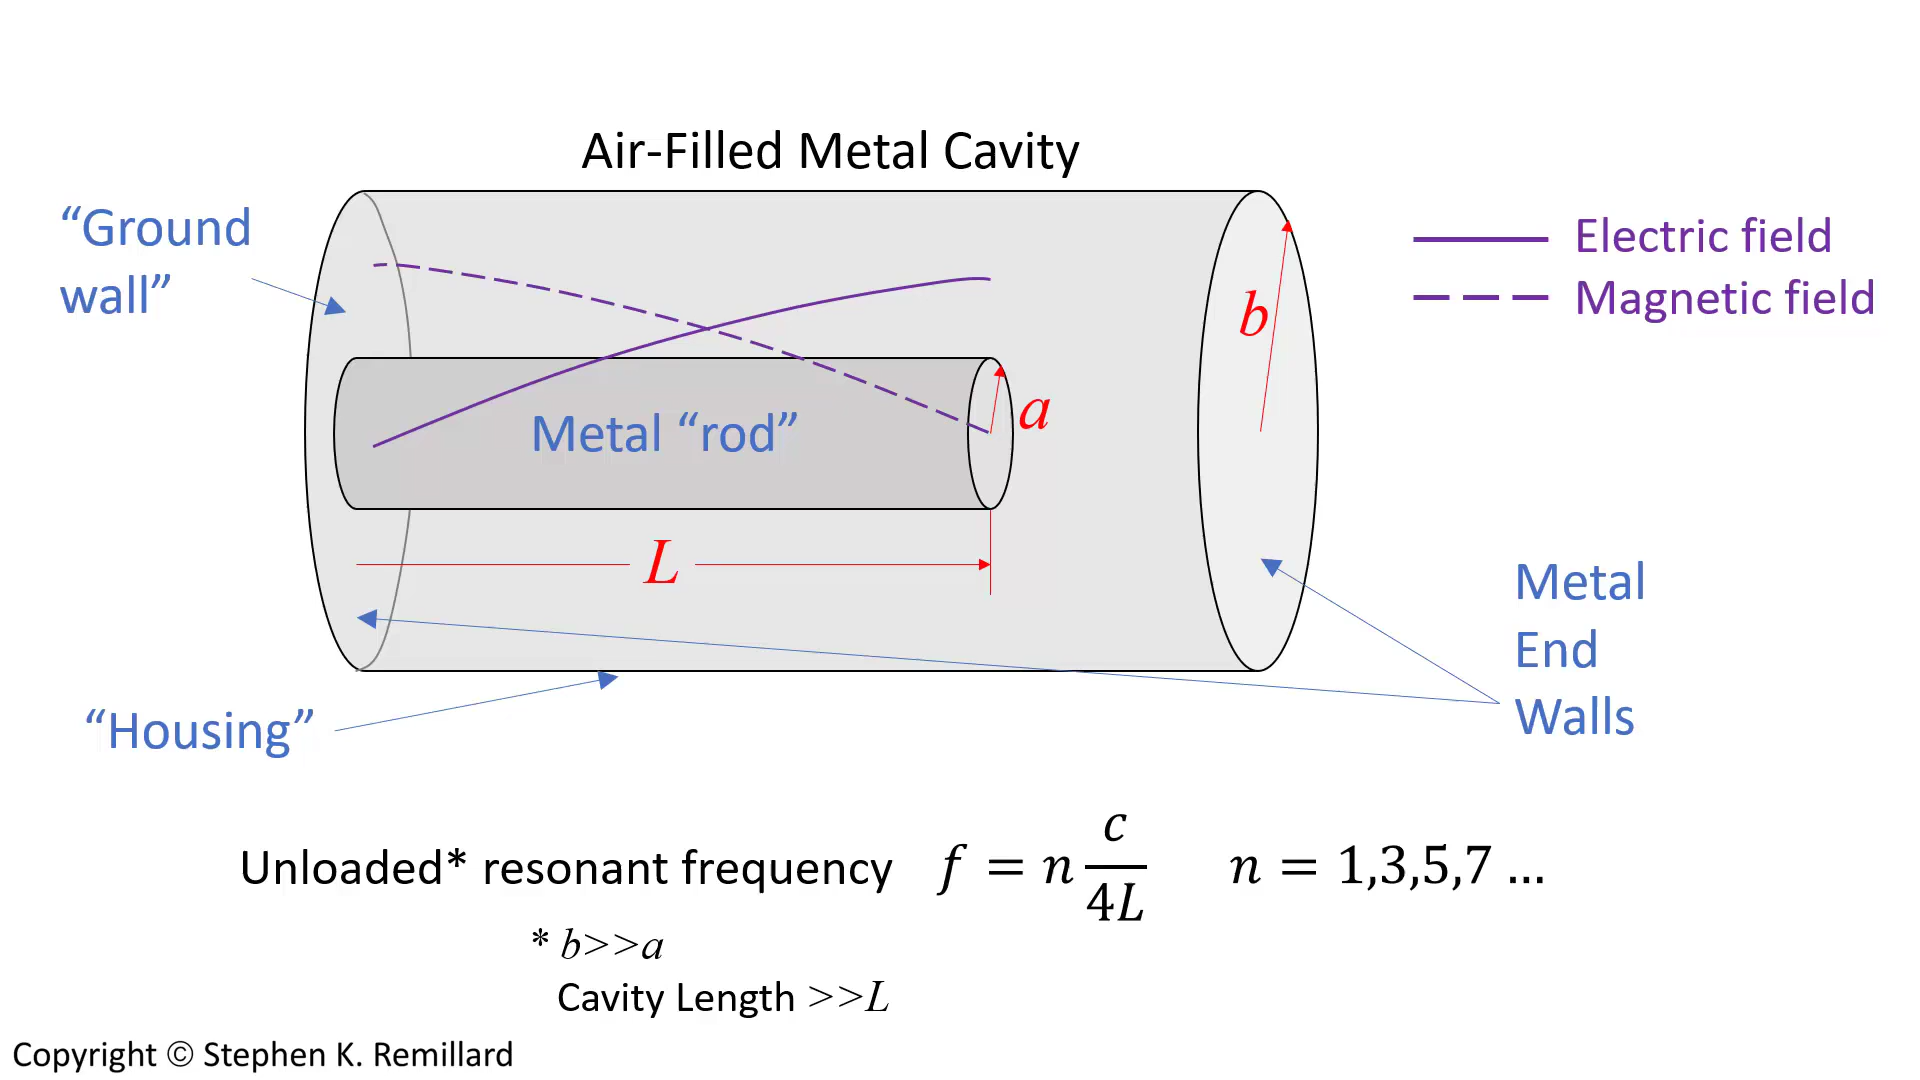 Air-Filled Metal Cavity
“Ground
wall”
Electric field
Magnetic field
b
a
Metal “rod”
L
Metal
End
Walls
“Housing”
Unloaded* resonant frequency f = n c/4L n = 1,3,5,7 …
* b>>a
Cavity Length >>L
Copyright © Stephen K. Remillard